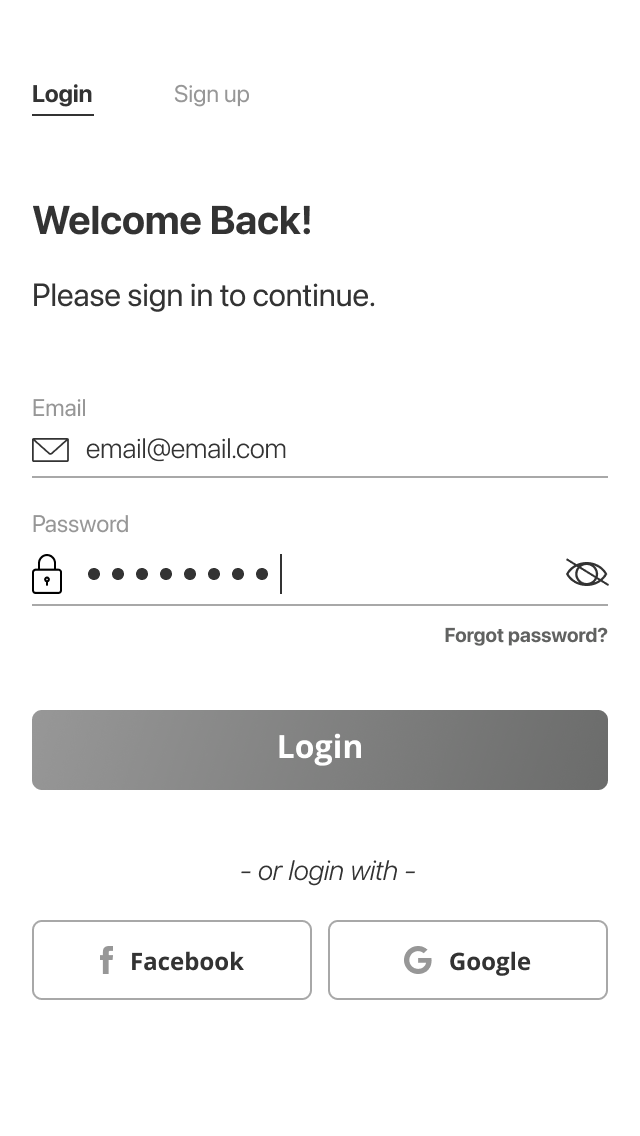 Login Sign up
Welcome Back!
Please sign in to continue.
Email
email@email.com
Password
Forgot password?
Login
- or login with -
Facebook Google